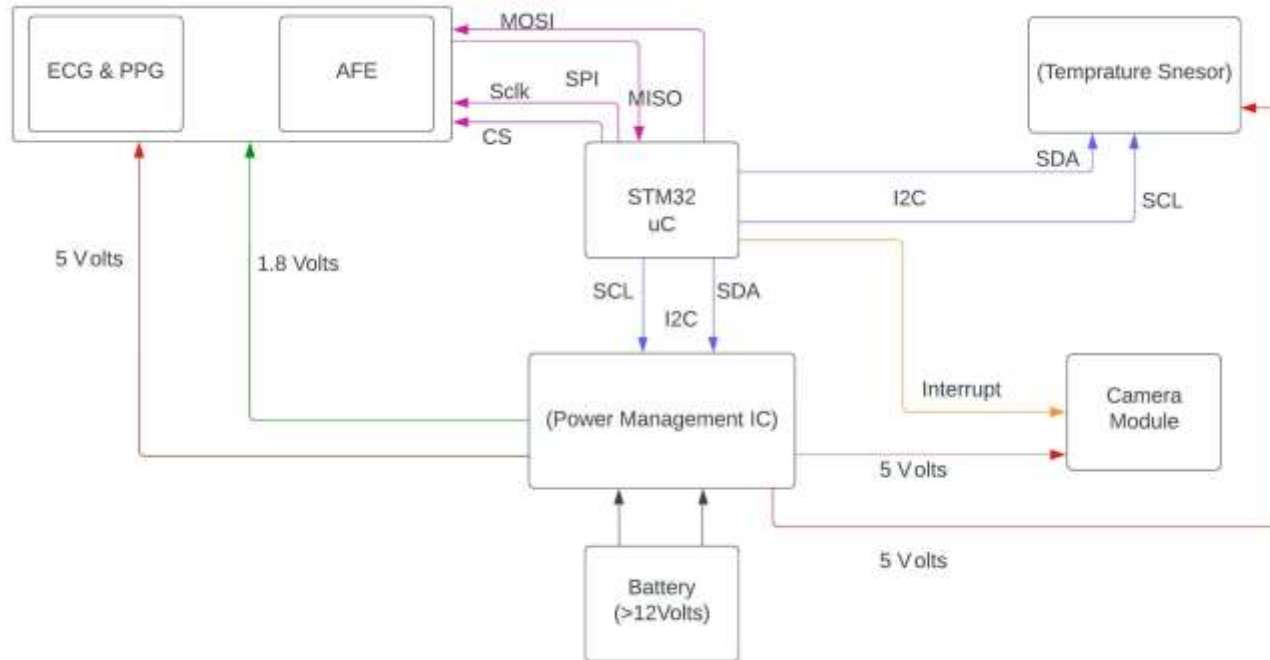 MOSI
ECG & PPG
AFE
(Temprature Snesor)
SPI
Sclk
MISO
CS
SDA
STM32
uC
I2C
SCL
5 Volts
1.8 Volts
SCL
SDA
I2C
Interrupt
Camera
Module
(Power Management IC)
5 Volts
5 Volts
Battery
(>12Volts)